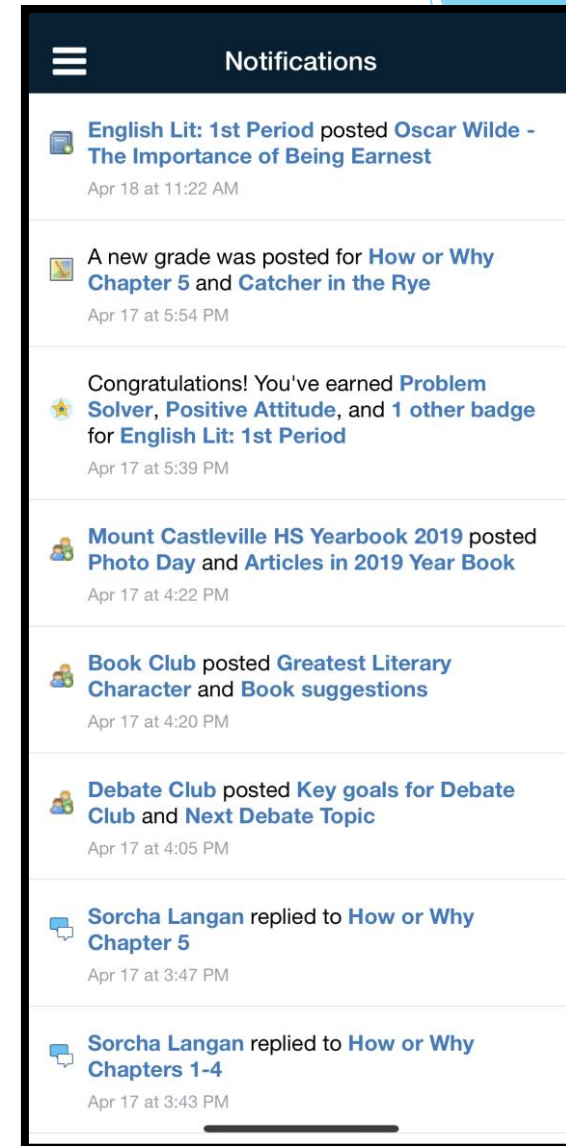 Notifications
English Lit: 1st Period posted Oscar Wilde -
The Importance of Being Earnest
Apr 18 at 11:22 AM
A new grade was posted for How or Why
Chapter 5 and Catcher in the Rye
Apr 17 at 5:54 PM
Congratulations! You've earned Problem
Solver, Positive Attitude, and 1 other badge
for English Lit: 1st Period
Apr 17 at 5:39 PM
Mount Castleville HS Yearbook 2019 posted
Photo Day and Articles in 2019 Year Book
Apr 17 at 4:22 PM
Book Club posted Greatest Literary
Character and Book suggestions
Apr 17 at 4:20 PM
Debate Club posted Key goals for Debate
Club and Next Debate Topic
Apr 17 at 4:05 PM
Sorcha Langan replied to How or Why
Chapter 5
Apr 17 at 3:47 PM
Sorcha Langan replied to How or Why
Chapters 1-4
Apr 17 at 3:43 PM